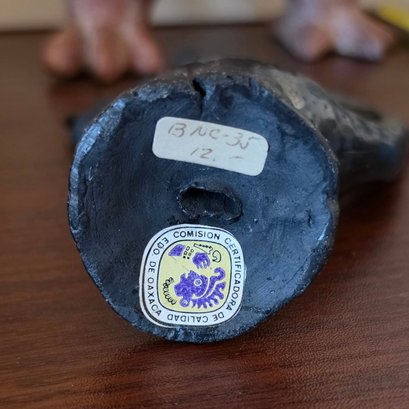 BNC-35
12.-
COMISION CERTIFICADORA DE CALIDAD EDO DE OAXACA